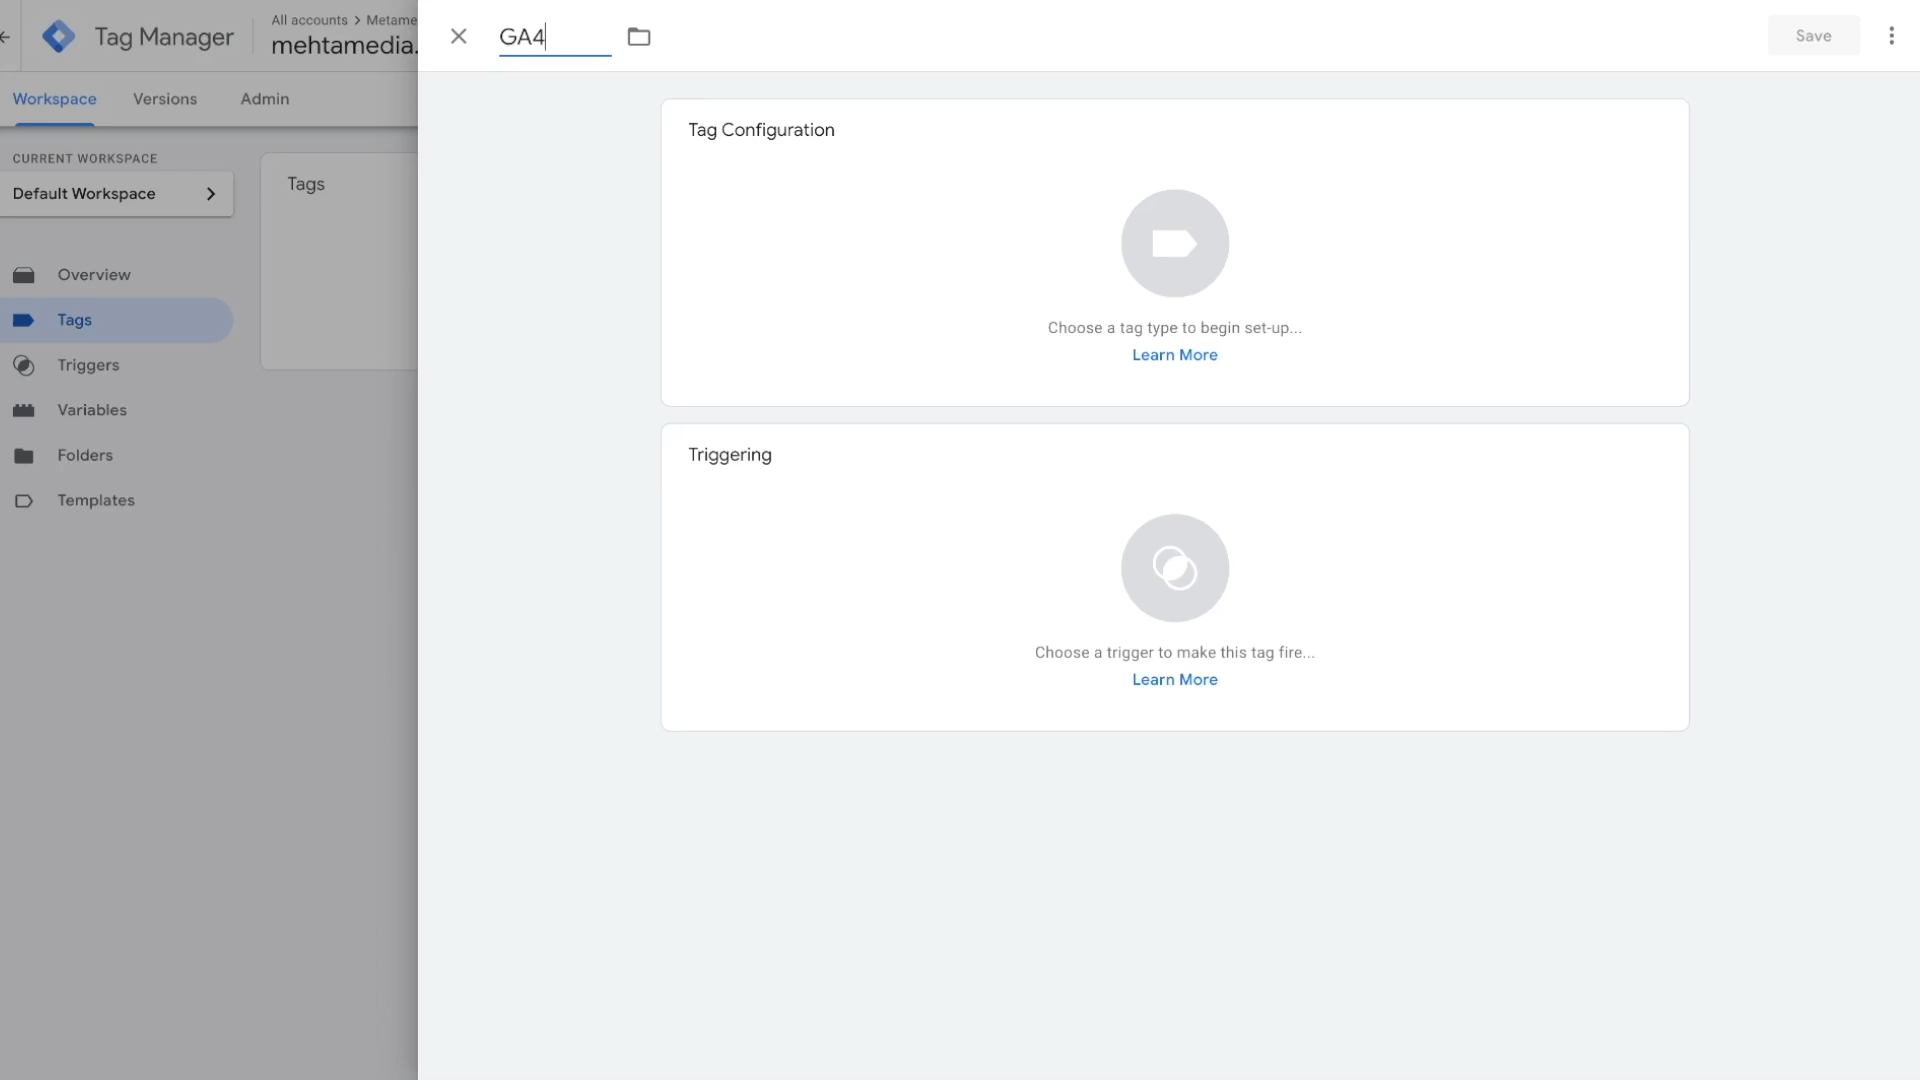 Tag Manager
All accounts > Metame
mehtamedia.
GA4
Save
Workspace
Versions
Admin
CURRENT WORKSPACE
Default Workspace
Tags
Overview
Tags
Triggers
Variables
Folders
Templates
Tag Configuration
Choose a tag type to begin set-up...
Learn More
Triggering
Choose a trigger to make this tag fire...
Learn More